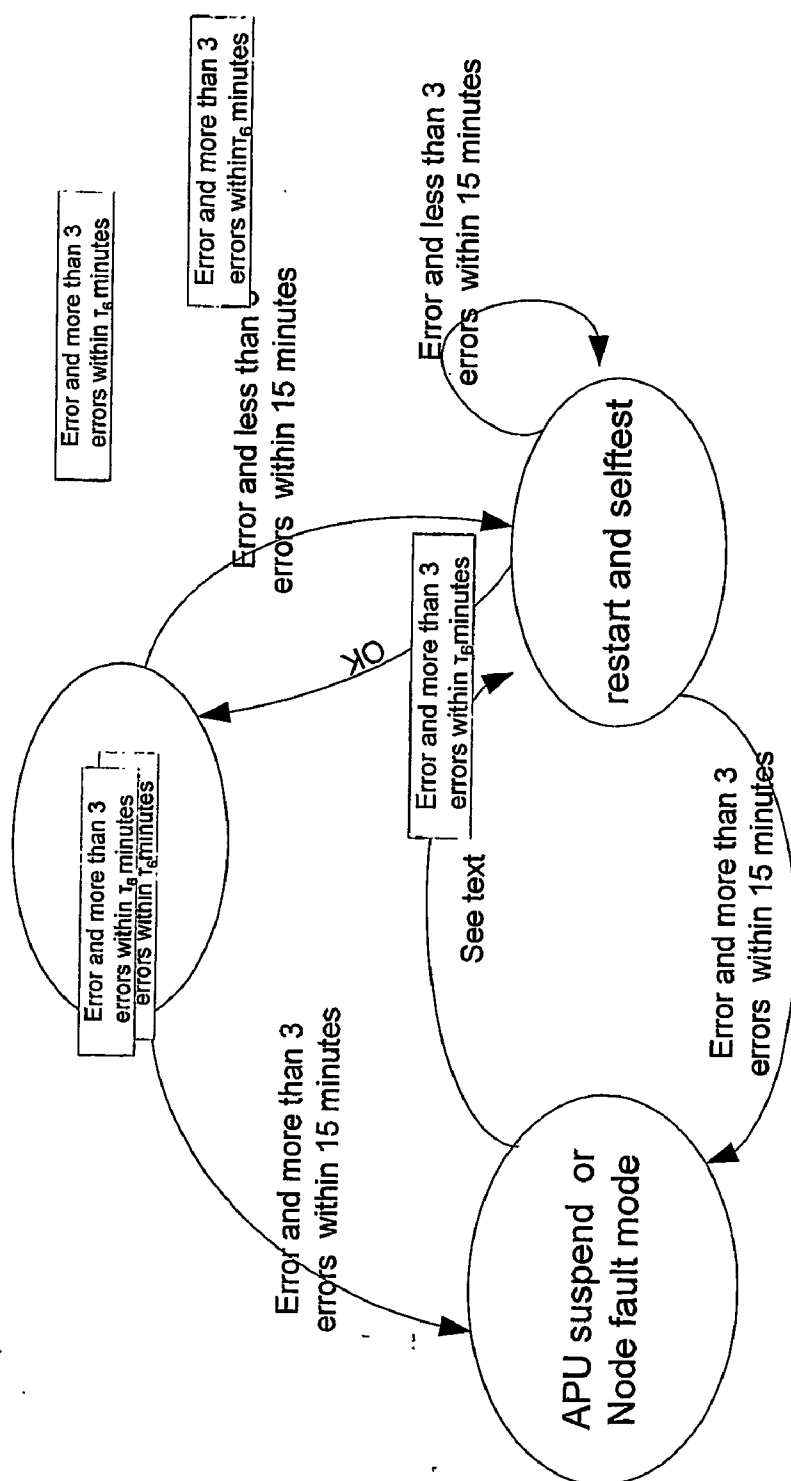 Error and more than 3
errors within τ6 minutes
Error and more than 3
errors within τ6 minutes
errors within τ6 minutes
Error and more than 3
errors within τ6 minutes
Error and less than
errors within 15 minutes
Error and more than 3
errors within 15 minutes
OK
Error and more than 3
errors within τ6 minutes
Error and less than 3
errors within 15 minutes
See text
APU suspend or
Node fault mode
restart and selftest
Error and more than 3
errors within 15 minutes